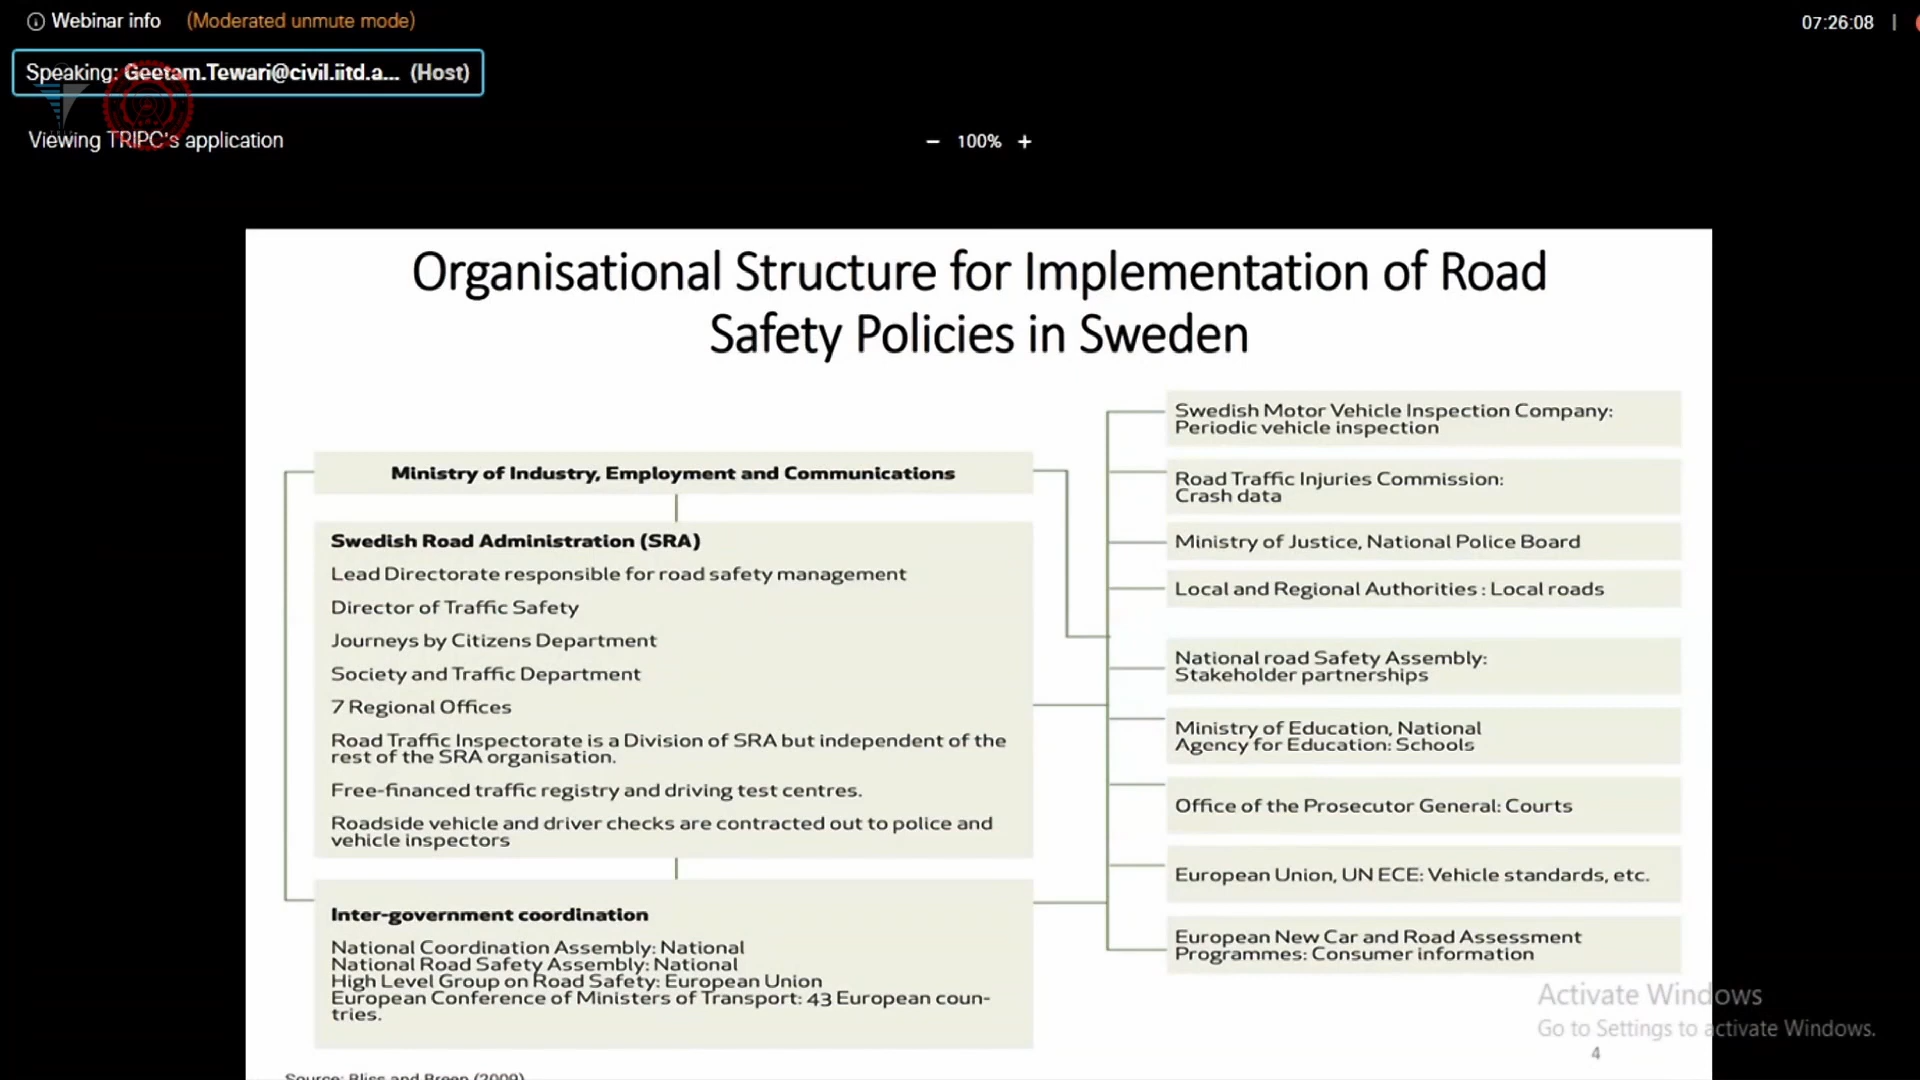 Webinar info (Moderated unmute mode)
07:26:08
Speaking: Geetam.Tewari@civil.iitd.a... (Host)
Viewing TRIPC's application
− 100% +
Organisational Structure for Implementation of Road
Safety Policies in Sweden
Ministry of Industry, Employment and Communications
Swedish Road Administration (SRA)
Lead Directorate responsible for road safety management
Director of Traffic Safety
Journeys by Citizens Department
Society and Traffic Department
7 Regional Offices
Road Traffic Inspectorate is a Division of SRA but independent of the
rest of the SRA organisation.
Free-financed traffic registry and driving test centres.
Roadside vehicle and driver checks are contracted out to police and
vehicle inspectors
Inter-government coordination
National Coordination Assembly: National
National Road Safety Assembly: National
High Level Group on Road Safety: European Union
European Conference of Ministers of Transport: 43 European coun-
tries.
Swedish Motor Vehicle Inspection Company:
Periodic vehicle inspection
Road Traffic Injuries Commission:
Crash data
Ministry of Justice, National Police Board
Local and Regional Authorities : Local roads
National road Safety Assembly:
Stakeholder partnerships
Ministry of Education, National
Agency for Education: Schools
Office of the Prosecutor General: Courts
European Union, UN ECE: Vehicle standards, etc.
European New Car and Road Assessment
Programmes: Consumer information
Activate Windows
Go to Settings to activate Windows.
4
Source: Bliss and Breen (2009)